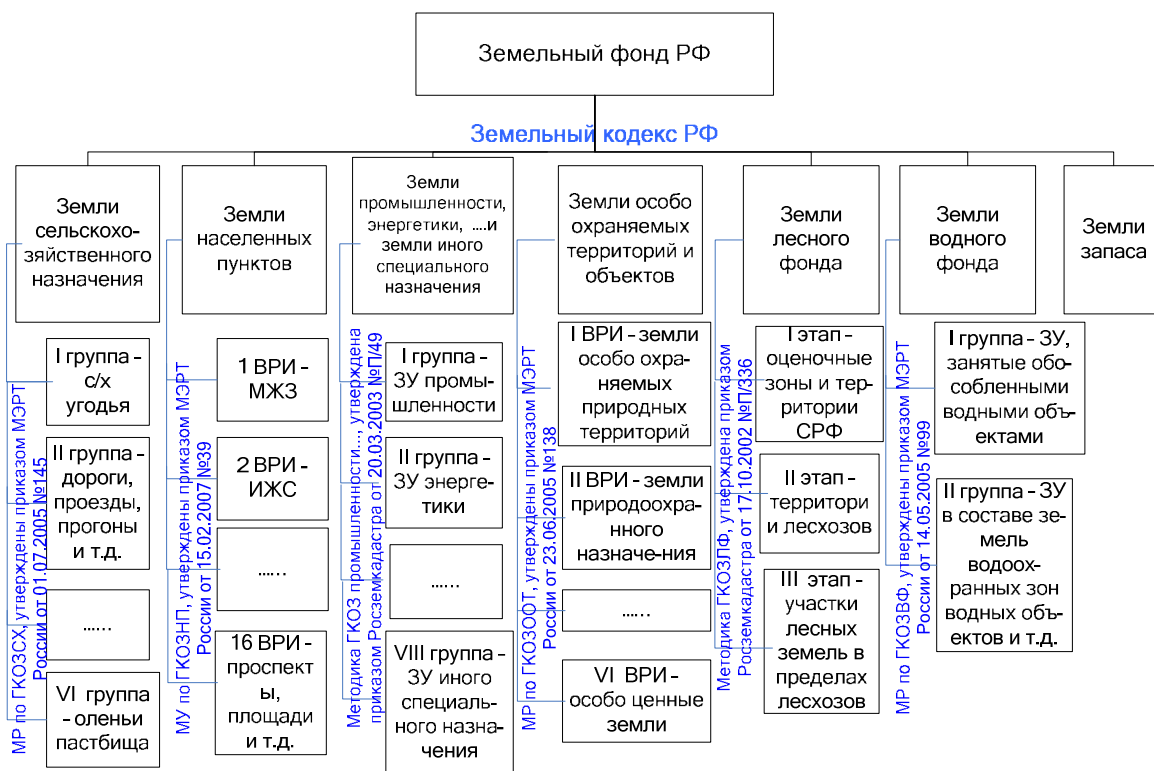 Земельный фонд РФ
Земельный кодекс РФ
Земли
сельскохо-
зяйственного
назначения
МР по ГКОЗСХ, утверждены приказом МЭРТ
России от 01.07.2005 №145
I группа -
с/х
угодья
II группа -
дороги,
проезды,
прогоны
и т.д.
......
VI группа
- оленьи
пастбища
Земли
населенных
пунктов
МУ по ГКОЗНП, утверждены приказом МЭРТ
России от 15.02.2007 №39
1 ВРИ -
МЖЗ
2 ВРИ -
ИЖС
......
16 ВРИ -
проспект
ы,
площади
и т.д.
Земли
промышленности,
энергетики, ....и
земли иного
специального
назначения
Методика ГКОЗ промышленности..., утверждена
приказом Росземкадастра от 20.03.2003 №П/49
I группа -
ЗУ промы-
шленности
II группа -
ЗУ энерге-
тики
......
VIII группа -
ЗУ иного
специально-
го назна-
чения
Земли особо
охраняемых
территорий и
объектов
МР по ГКОЗООТ, утверждены приказом МЭРТ
России от 23.06.2005 №138
I ВРИ - земли
особо охра-
няемых
природных
территорий
II ВРИ - земли
природоохра-
нного
назначе-ния
......
VI ВРИ -
особо ценные
земли
Земли
лесного
фонда
Методика ГКОЗЛФ, утверждена приказом
Росземкадастра от 17.10.2002 №П/336
I этап -
оценочные
зоны и тер-
ритории
СРФ
II этап -
территори
и лесхозов
III этап -
участки
лесных
земель в
пределах
лесхозов
Земли
водного
фонда
МР по ГКОЗВФ, утверждены приказом МЭРТ
России от 14.05.2005 №99
I группа - ЗУ,
занятые обо-
собленными
водными объ-
ектами
II группа - ЗУ
в составе зе-
мель
водоох-
ранных зон
водных объ-
ектов и т.д.
Земли
запаса